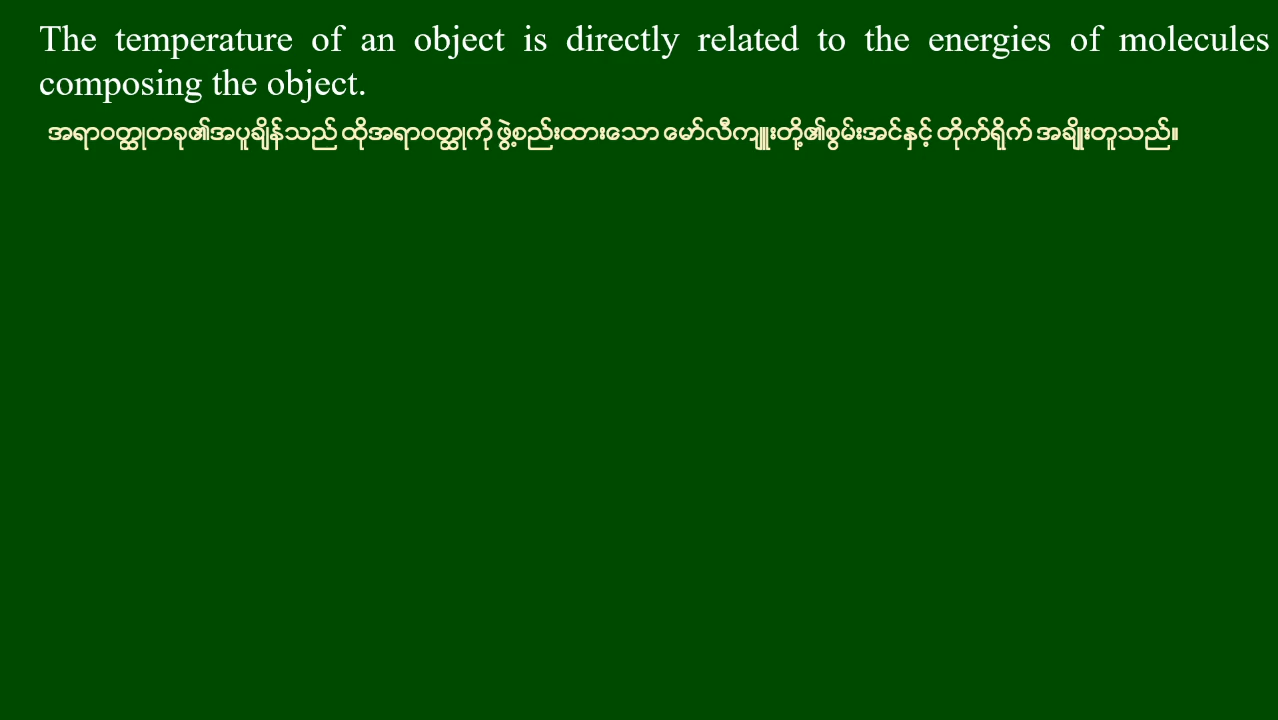 The temperature of an object is directly related to the energies of molecules
composing the object.
အရာဝတ္ထုတခု၏အပူချိန်သည် ထိုအရာဝတ္ထုကို ဖွဲ့စည်းထားသော မော်လီကျူးတို့၏စွမ်းအင်နှင့် တိုက်ရိုက် အချိုးတူသည်။